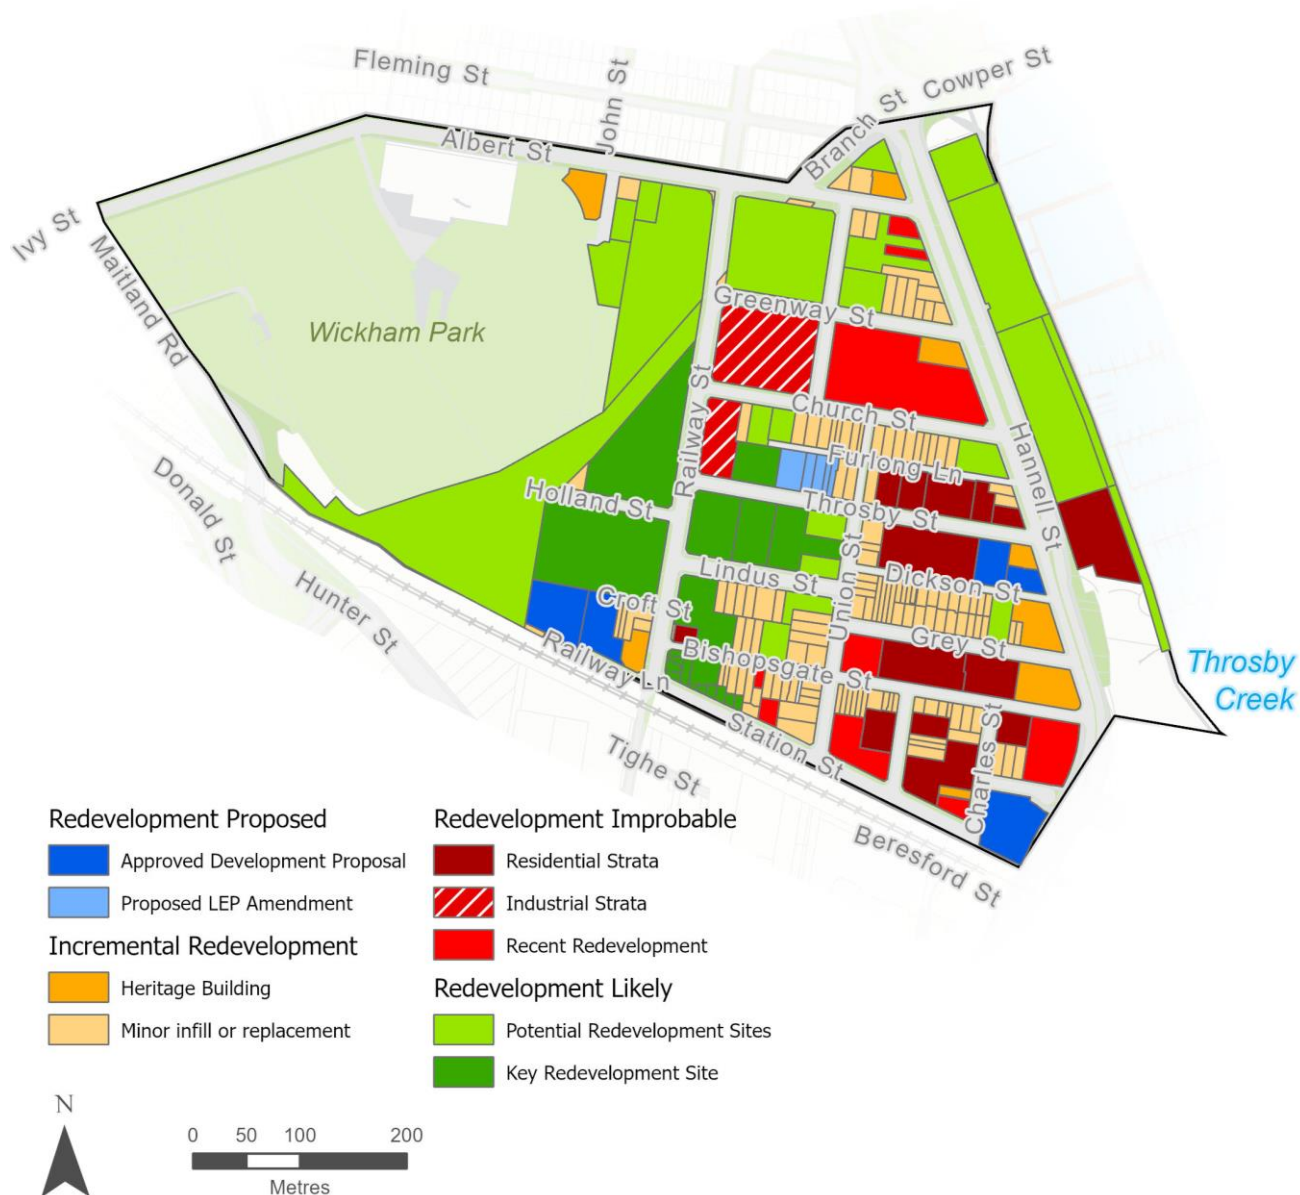 Fleming St
John St
Cowper St
Branch St
Albert St
Ivy St
Maitland Rd
Wickham Park
Greenway St
Railway St
Church St
Hannell St
Furlong Ln
Donald St
Holland St
Throsby St
Lindus St
Dickson St
Union St
Hunter St
Croft St
Grey St
Railway Ln
Bishopsgate St
Throsby
Creek
Station St
Charles St
Tighe St
Beresford St
Redevelopment Proposed
Approved Development Proposal
Proposed LEP Amendment
Incremental Redevelopment
Heritage Building
Minor infill or replacement
Redevelopment Improbable
Residential Strata
Industrial Strata
Recent Redevelopment
Redevelopment Likely
Potential Redevelopment Sites
Key Redevelopment Site
N
0 50 100 200
Metres